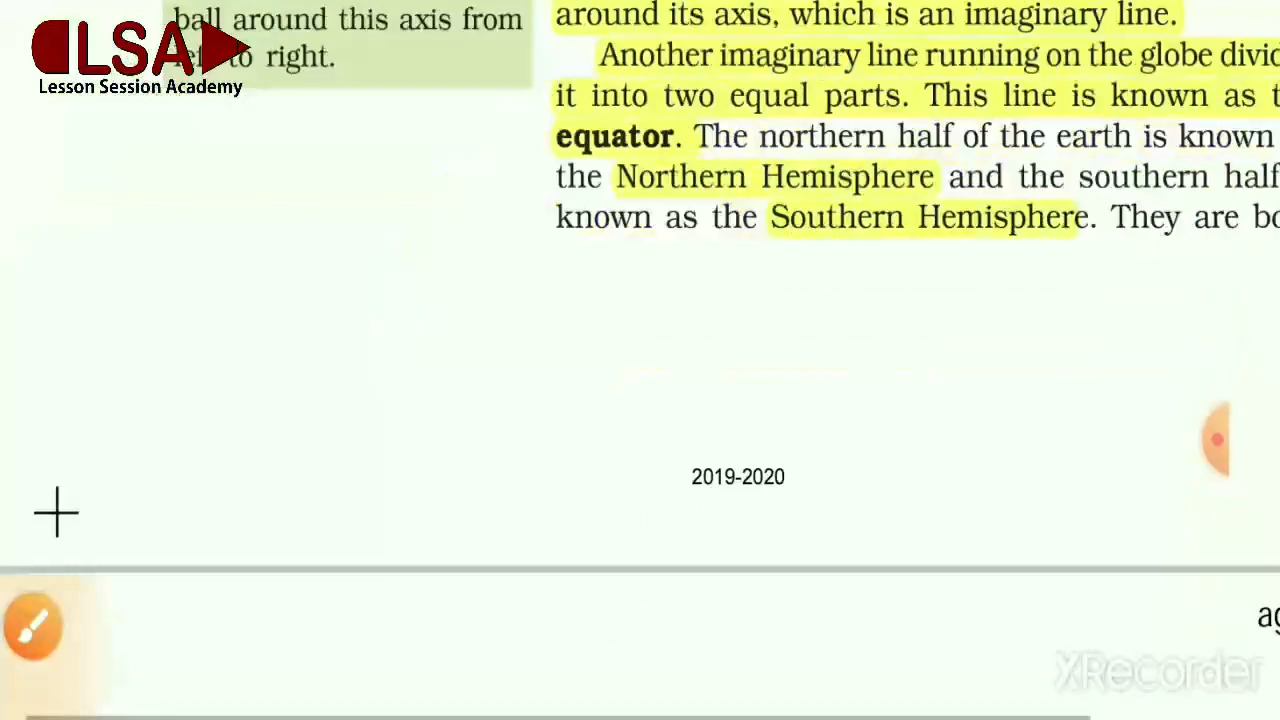 LSA
Lesson Session Academy
ball around this axis from
to right.
around its axis, which is an imaginary line.
Another imaginary line running on the globe divid
it into two equal parts. This line is known as t
equator. The northern half of the earth is known
the Northern Hemisphere and the southern half
known as the Southern Hemisphere. They are bo
2019-2020
ag
XRecorder